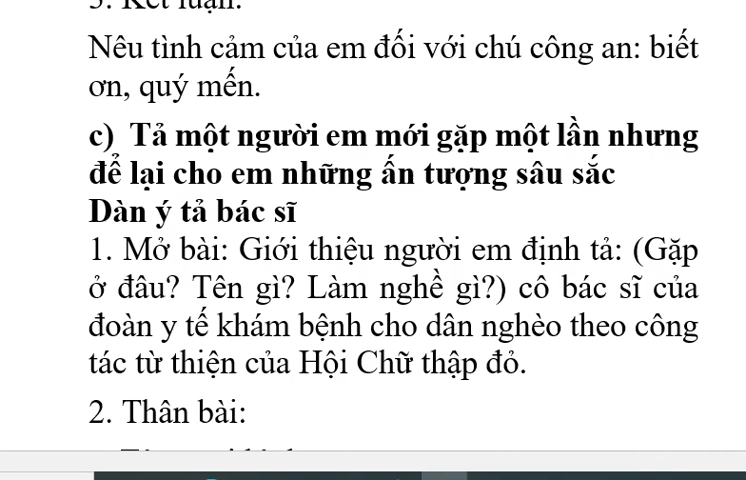 Nêu tình cảm của em đối với chú công an: biết
ơn, quý mến.
c) Tả một người em mới gặp một lần nhưng
để lại cho em những ấn tượng sâu sắc
Dàn ý tả bác sĩ
1. Mở bài: Giới thiệu người em định tả: (Gặp
ở đâu? Tên gì? Làm nghề gì?) cô bác sĩ của
đoàn y tế khám bệnh cho dân nghèo theo công
tác từ thiện của Hội Chữ thập đỏ.
2. Thân bài: